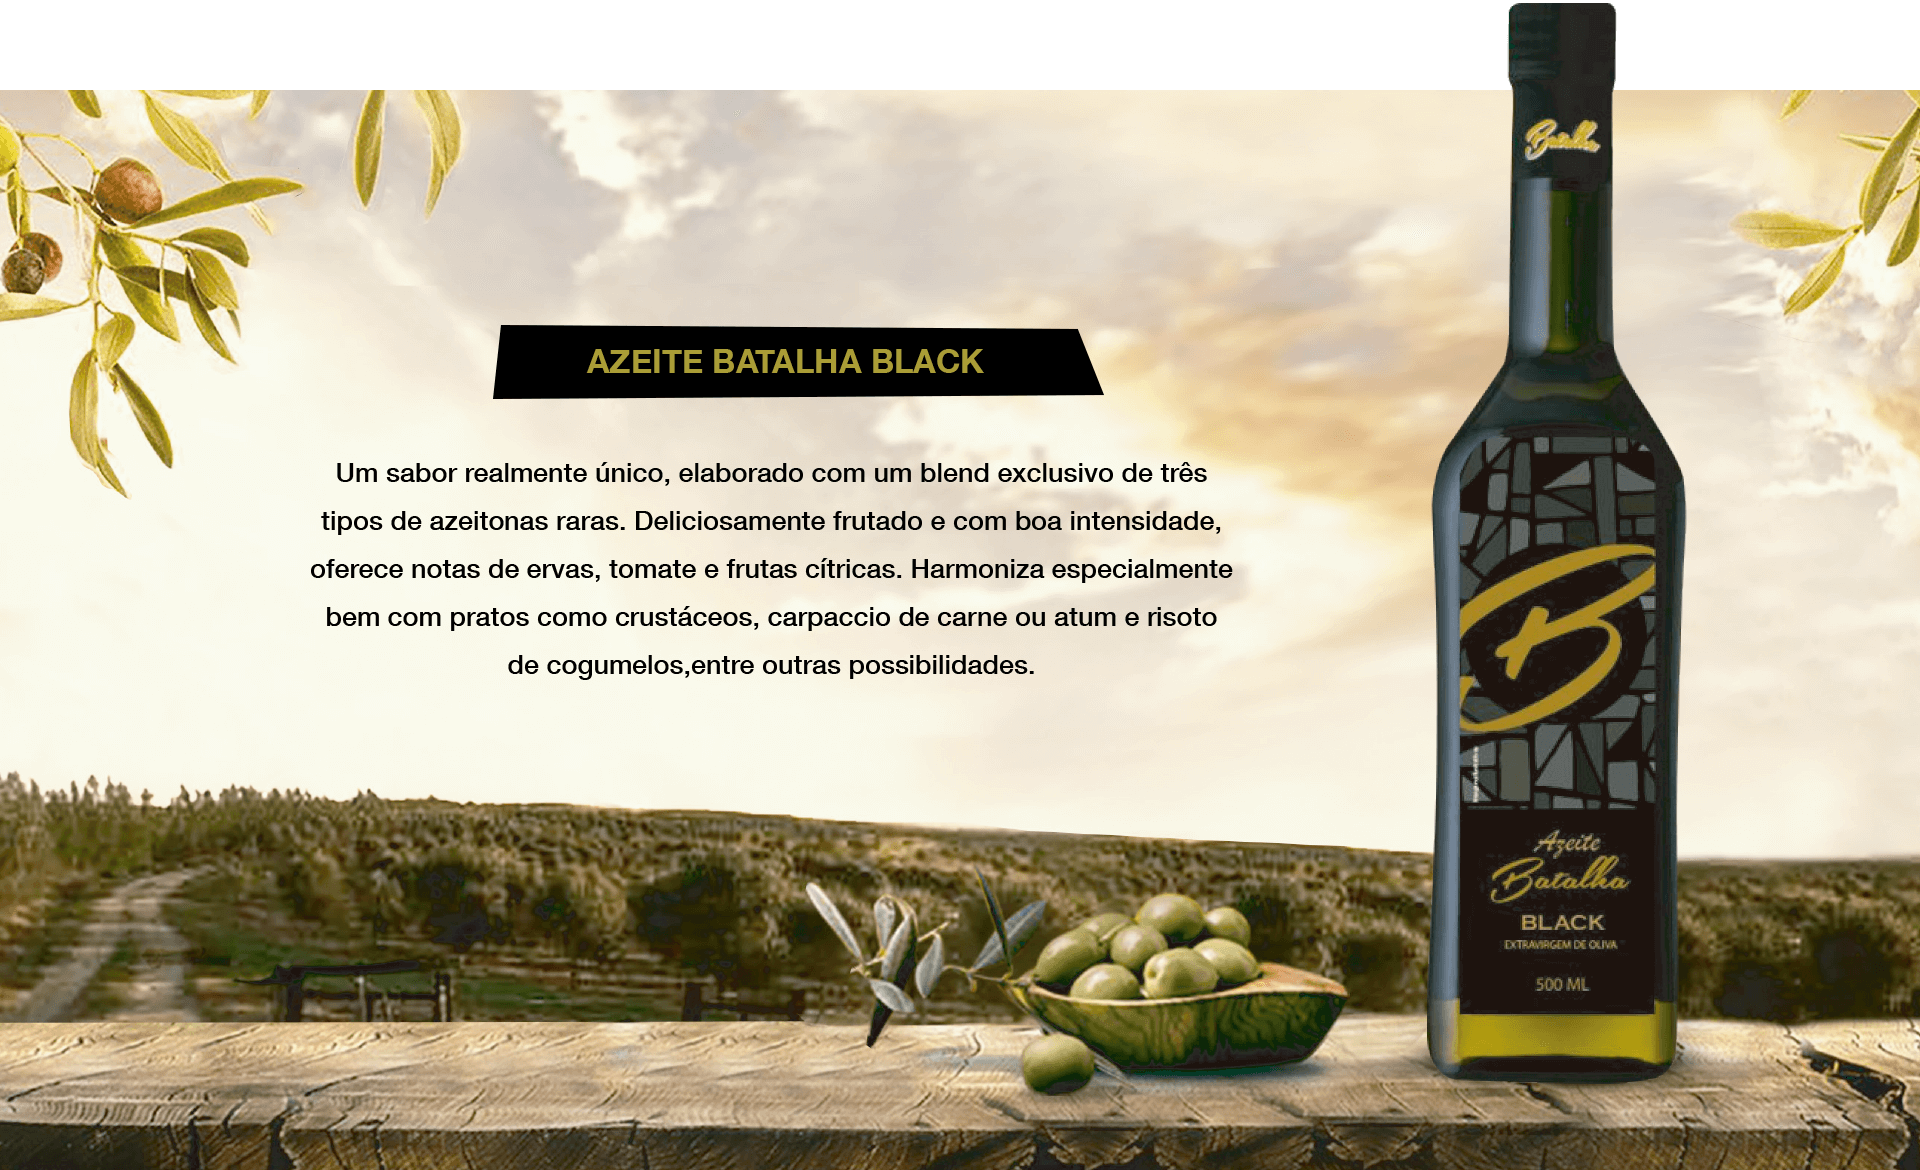 Batalha
AZEITE BATALHA BLACK
Um sabor realmente único, elaborado com um blend exclusivo de três
tipos de azeitonas raras. Deliciosamente frutado e com boa intensidade,
oferece notas de ervas, tomate e frutas cítricas. Harmoniza especialmente
bem com pratos como crustáceos, carpaccio de carne ou atum e risoto
de cogumelos,entre outras possibilidades.
B
Azeite
Batalha
BLACK
EXTRAVIRGEM DE OLIVA
500 ML